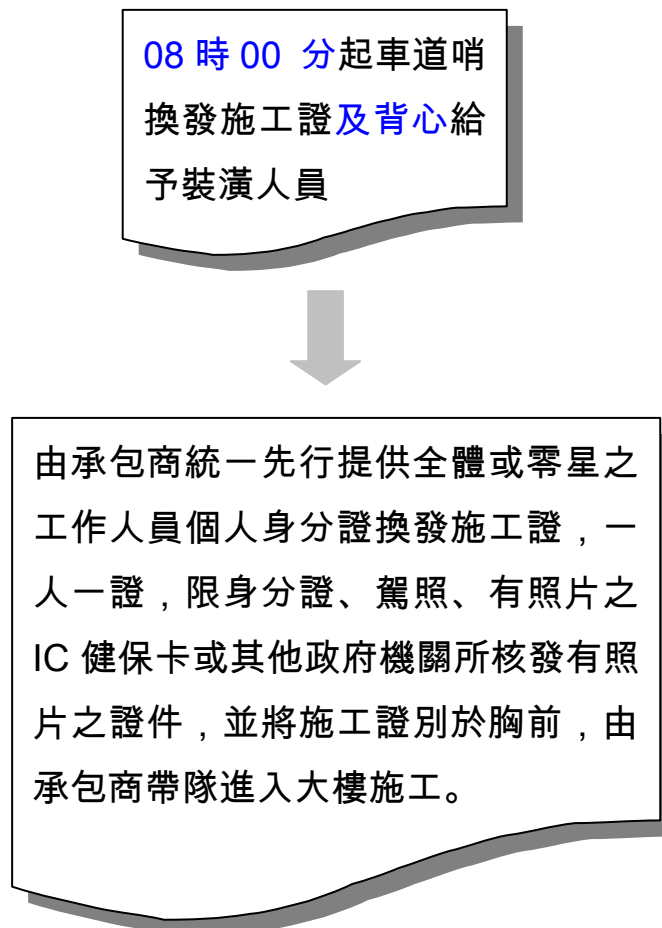 08 時 00 分起車道哨
換發施工證及背心給
予裝潢人員
由承包商統一先行提供全體或零星之
工作人員個人身分證換發施工證，一
人一證，限身分證、駕照、有照片之
IC 健保卡或其他政府機關所核發有照
片之證件，並將施工證別於胸前，由
承包商帶隊進入大樓施工。